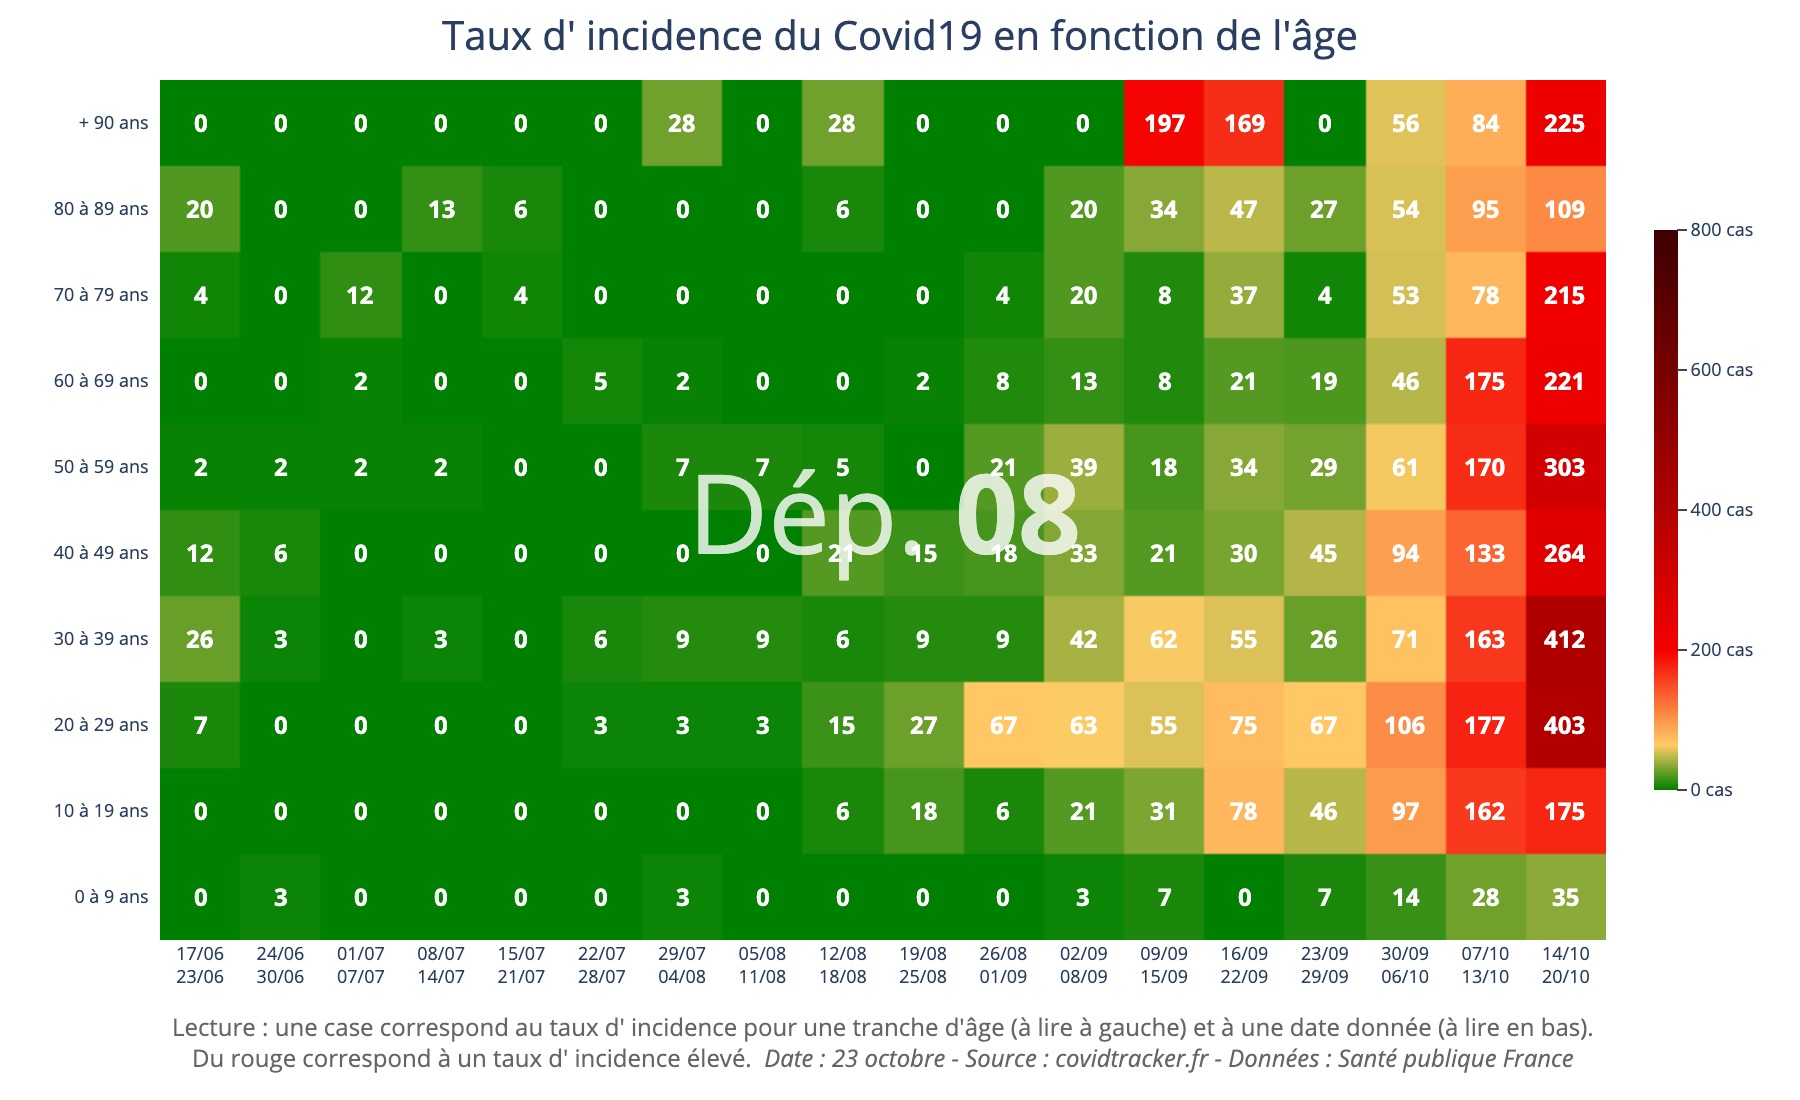 Taux d' incidence du Covid19 en fonction de l'âge
+ 90 ans 0 0 0 0 0 0 28 0 28 0 0 0 197 169 0 56 84 225
80 à 89 ans 20 0 0 13 6 0 0 0 6 0 0 20 34 47 27 54 95 109
70 à 79 ans 4 0 12 0 4 0 0 0 0 0 4 20 8 37 4 53 78 215
60 à 69 ans 0 0 2 0 0 5 2 0 0 2 8 13 8 21 19 46 175 221
50 à 59 ans 2 2 2 2 0 0 7 7 5 0 21 39 18 34 29 61 170 303
Dép. 08
40 à 49 ans 12 6 0 0 0 0 0 0 21 15 18 33 21 30 45 94 133 264
30 à 39 ans 26 3 0 3 0 6 9 9 6 9 9 42 62 55 26 71 163 412
20 à 29 ans 7 0 0 0 0 3 3 3 15 27 67 63 55 75 67 106 177 403
10 à 19 ans 0 0 0 0 0 0 0 0 6 18 6 21 31 78 46 97 162 175
0 à 9 ans 0 3 0 0 0 0 3 0 0 0 0 3 7 0 7 14 28 35
17/06 24/06 01/07 08/07 15/07 22/07 29/07 05/08 12/08 19/08 26/08 02/09 09/09 16/09 23/09 30/09 07/10 14/10
23/06 30/06 07/07 14/07 21/07 28/07 04/08 11/08 18/08 25/08 01/09 08/09 15/09 22/09 29/09 06/10 13/10 20/10
800 cas
600 cas
400 cas
200 cas
0 cas
Lecture : une case correspond au taux d' incidence pour une tranche d'âge (à lire à gauche) et à une date donnée (à lire en bas).
Du rouge correspond à un taux d' incidence élevé. Date : 23 octobre - Source : covidtracker.fr - Données : Santé publique France